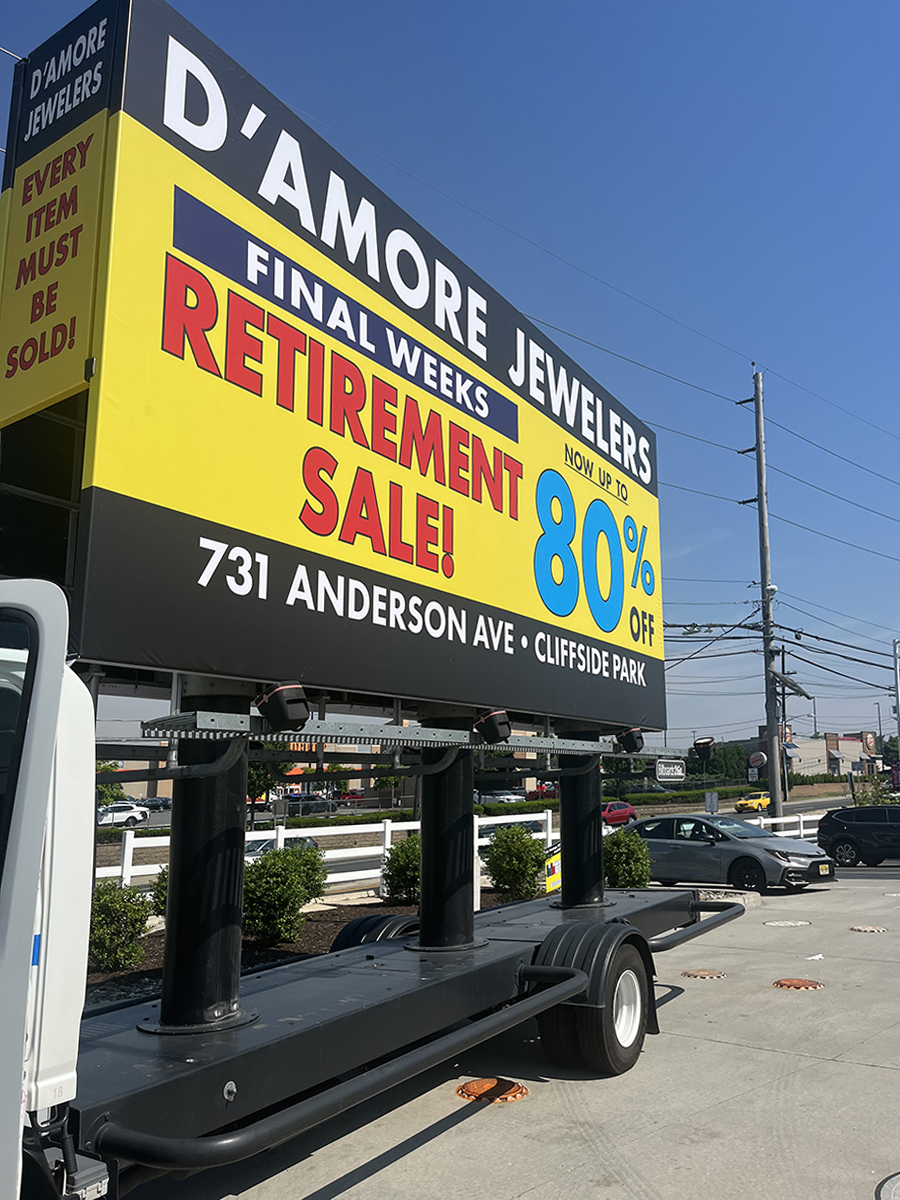 D'AMORE
JEWELERS
EVERY
ITEM
MUST
BE
SOLD!
D'AMORE JEWELERS
FINAL WEEKS
RETIREMENT
SALE!
NOW UP TO
80%
OFF
731 ANDERSON AVE • CLIFFSIDE PARK
18